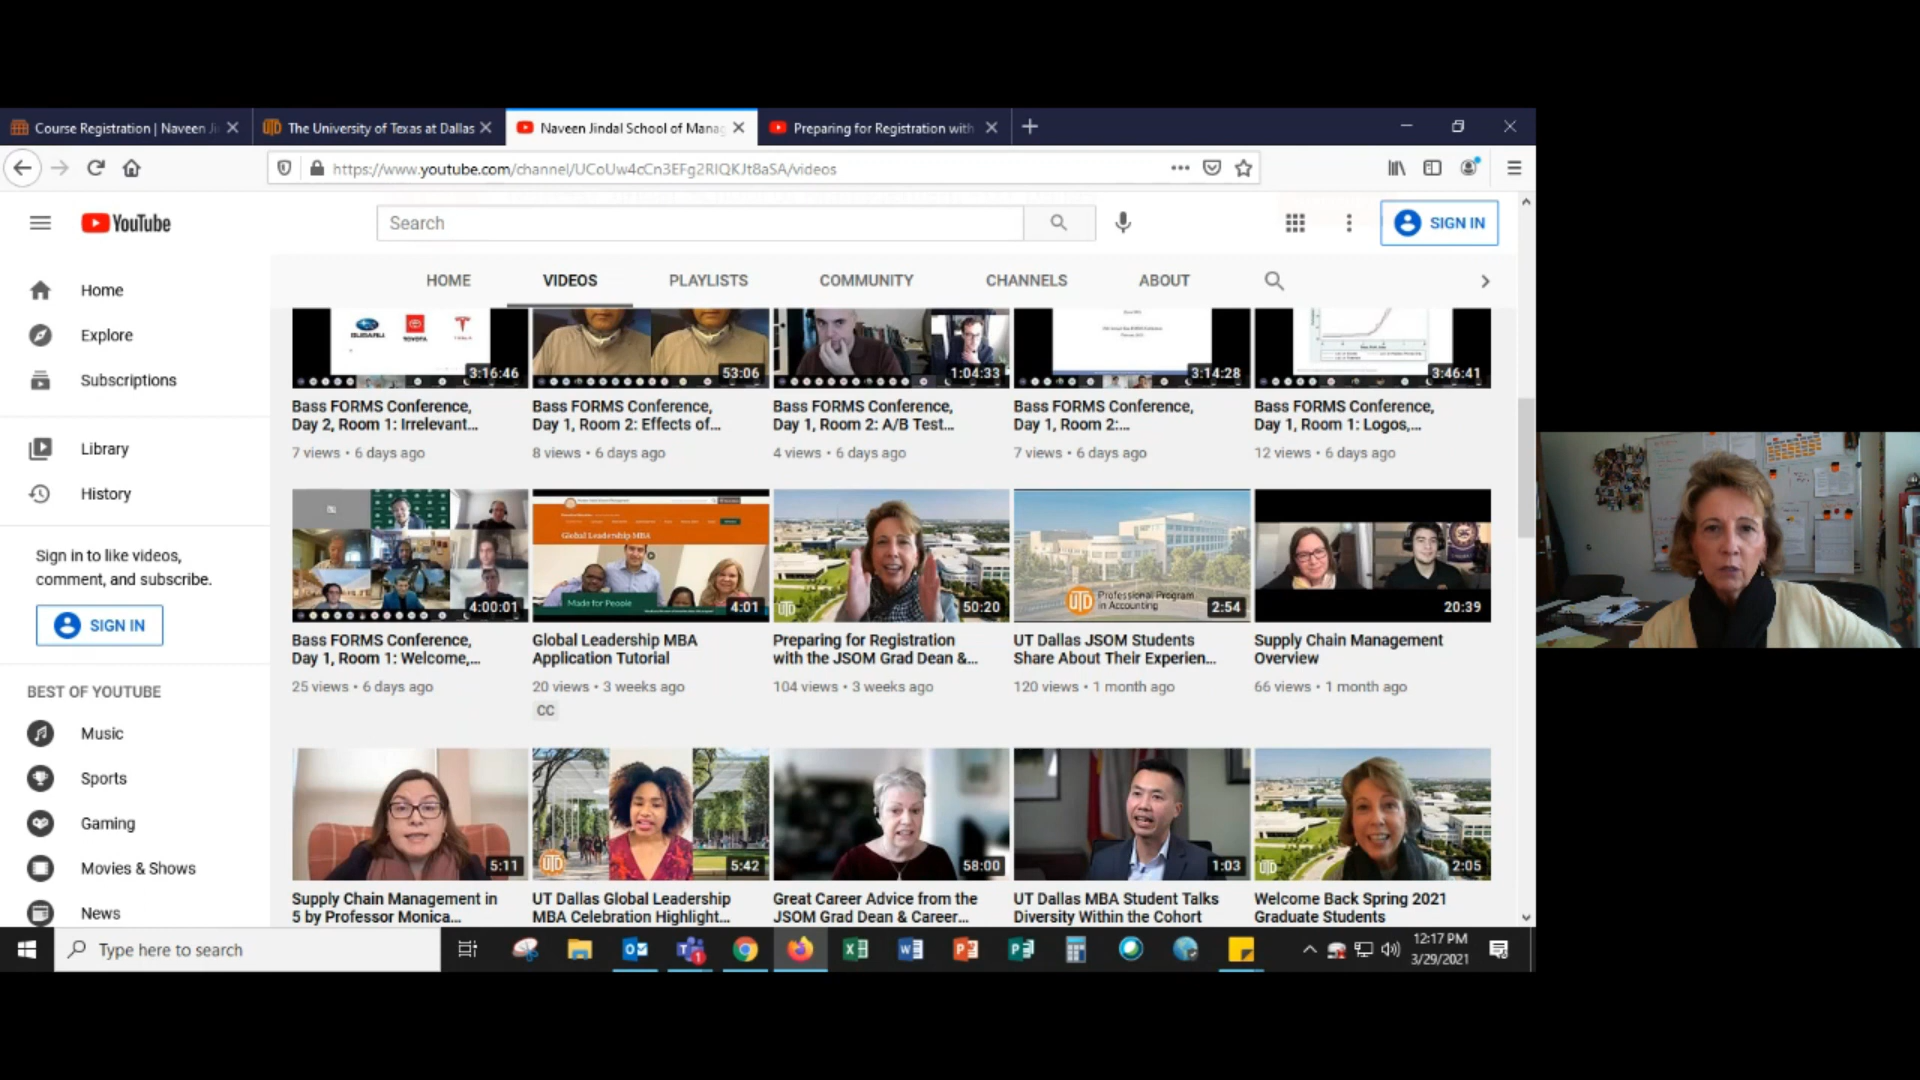 Course Registration | Naveen Ji
The University of Texas at Dallas
Naveen Jindal School of Manag
Preparing for Registration with
https://www.youtube.com/channel/UCoUw4cCn3EFg2RIQKJt8aSA/videos
YouTube
Search
SIGN IN
HOME
VIDEOS
PLAYLISTS
COMMUNITY
CHANNELS
ABOUT
Home
Explore
Subscriptions
Library
History
Sign in to like videos,
comment, and subscribe.
SIGN IN
BEST OF YOUTUBE
Music
Sports
Gaming
Movies & Shows
News
SUBARU
TOYOTA
TESLA
3:16:46
53:06
1:04:33
3:14:28
3:46:41
Bass FORMS Conference,
Day 2, Room 1: Irrelevant...
7 views • 6 days ago
Bass FORMS Conference,
Day 1, Room 2: Effects of...
8 views • 6 days ago
Bass FORMS Conference,
Day 1, Room 2: A/B Test...
4 views • 6 days ago
Bass FORMS Conference,
Day 1, Room 2:...
7 views • 6 days ago
Bass FORMS Conference,
Day 1, Room 1: Logos,...
12 views • 6 days ago
4:00:01
Global Leadership MBA
Made for People
4:01
UTD
50:20
UTD
Professional Program
in Accounting
2:54
20:39
Bass FORMS Conference,
Day 1, Room 1: Welcome,...
25 views • 6 days ago
Global Leadership MBA
Application Tutorial
20 views • 3 weeks ago
CC
Preparing for Registration
with the JSOM Grad Dean &...
104 views • 3 weeks ago
UT Dallas JSOM Students
Share About Their Experien...
120 views • 1 month ago
Supply Chain Management
Overview
66 views • 1 month ago
5:11
UTD
5:42
58:00
1:03
UTD
2:05
Supply Chain Management in
5 by Professor Monica...
UT Dallas Global Leadership
MBA Celebration Highlight...
Great Career Advice from the
JSOM Grad Dean & Career...
UT Dallas MBA Student Talks
Diversity Within the Cohort
Welcome Back Spring 2021
Graduate Students
Type here to search
12:17 PM
3/29/2021